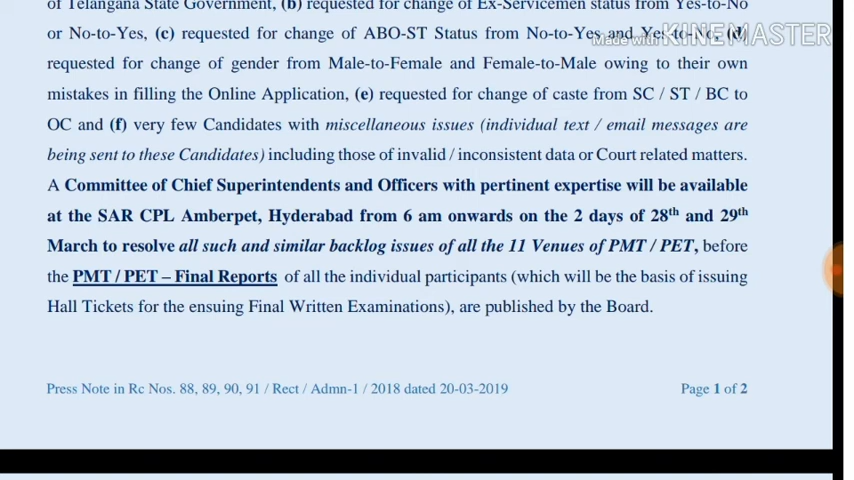 of Telangana State Government, (b) requested for change of Ex-Servicemen status from Yes-to-No
or No-to-Yes, (c) requested for change of ABO-ST Status from No-to-Yes and Yes-to-No, (d)
Made with KINEMASTER
requested for change of gender from Male-to-Female and Female-to-Male owing to their own
mistakes in filling the Online Application, (e) requested for change of caste from SC / ST / BC to
OC and (f) very few Candidates with miscellaneous issues (individual text / email messages are
being sent to these Candidates) including those of invalid / inconsistent data or Court related matters.
A Committee of Chief Superintendents and Officers with pertinent expertise will be available
at the SAR CPL Amberpet, Hyderabad from 6 am onwards on the 2 days of 28th and 29th
March to resolve all such and similar backlog issues of all the 11 Venues of PMT / PET, before
the PMT / PET – Final Reports of all the individual participants (which will be the basis of issuing
Hall Tickets for the ensuing Final Written Examinations), are published by the Board.
Press Note in Rc Nos. 88, 89, 90, 91 / Rect / Admn-1 / 2018 dated 20-03-2019 Page 1 of 2